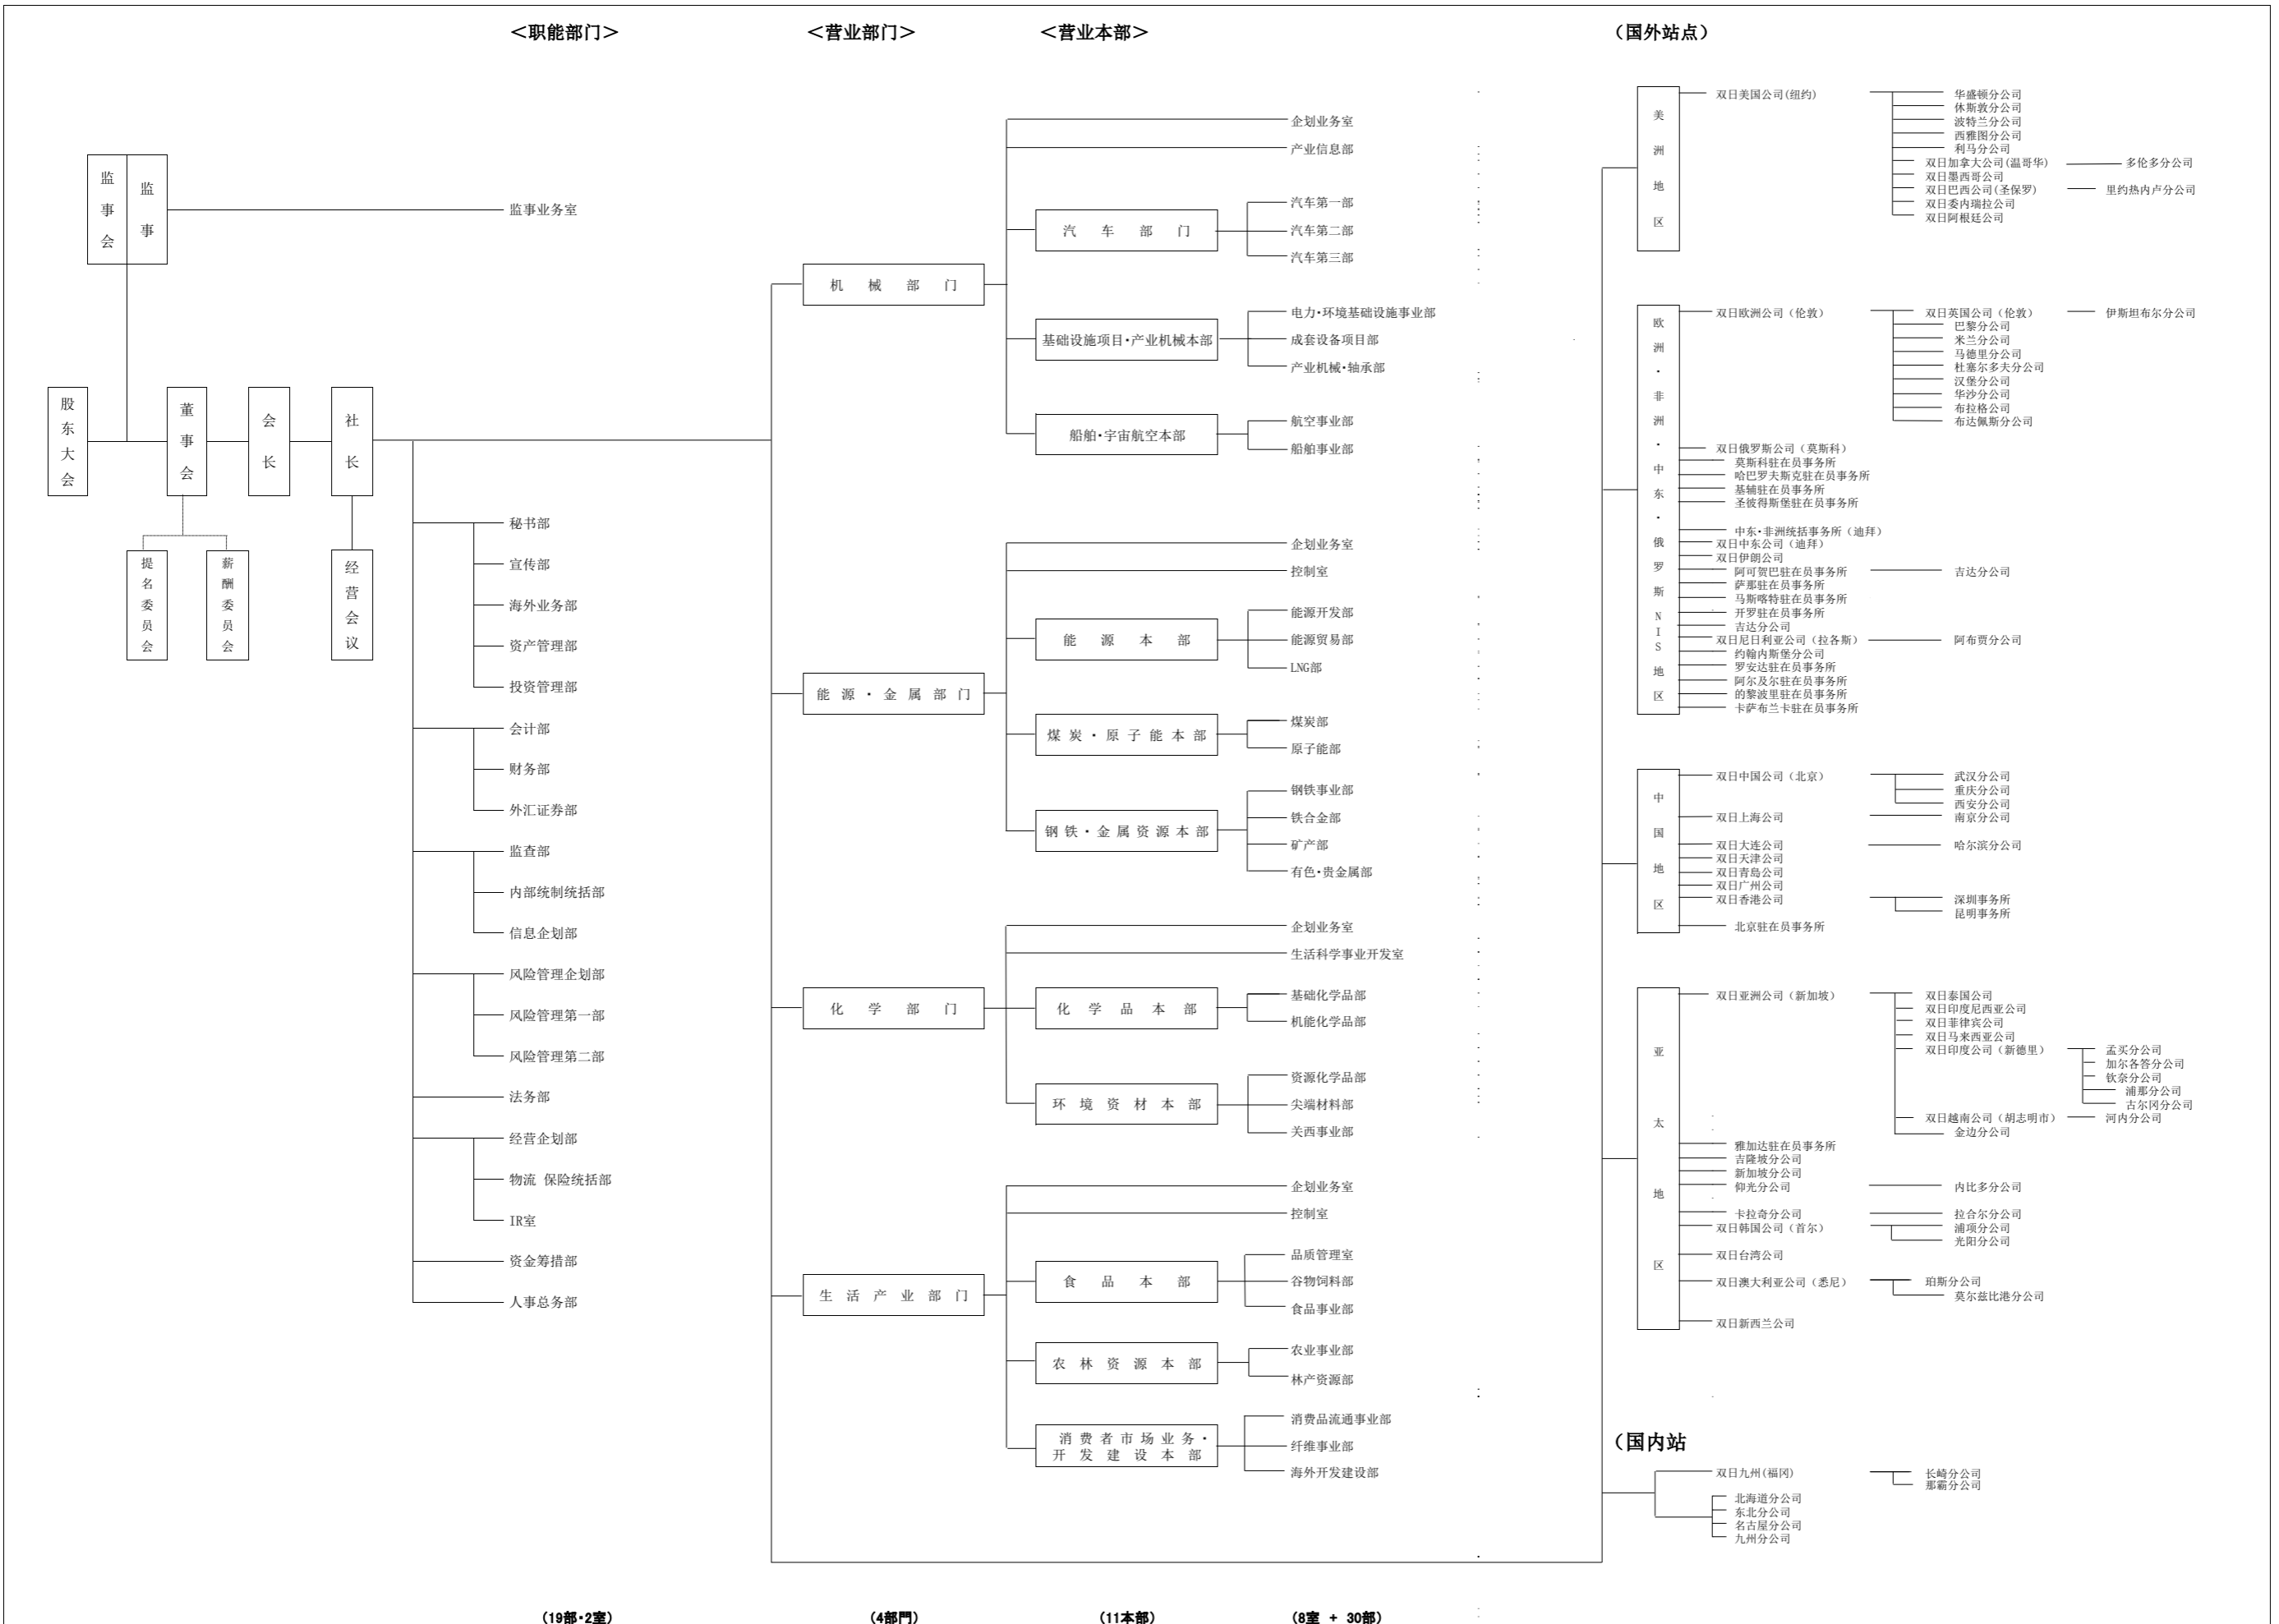 ＜职能部门＞
＜营业部门＞
＜营业本部＞
（国外站点）
监事会
监事
监事业务室
股东大会
董事会
会长
社长
提名委员会
薪酬委员会
经营会议
秘书部
宣传部
海外业务部
资产管理部
投资管理部
会计部
财务部
外汇证券部
监查部
内部统制统括部
信息企划部
风险管理企划部
风险管理第一部
风险管理第二部
法务部
经营企划部
物流 保险统括部
IR室
资金筹措部
人事总务部
机械部门
企划业务室
产业信息部
汽车部门
汽车第一部
汽车第二部
汽车第三部
基础设施项目·产业机械本部
电力·环境基础设施事业部
成套设备项目部
产业机械·轴承部
船舶·宇宙航空本部
航空事业部
船舶事业部
能源·金属部门
企划业务室
控制室
能源本部
能源开发部
能源贸易部
LNG部
煤炭·原子能本部
煤炭部
原子能部
钢铁·金属资源本部
钢铁事业部
铁合金部
矿产部
有色·贵金属部
化学部门
企划业务室
生活科学事业开发室
化学品本部
基础化学品部
机能化学品部
环境资材本部
资源化学品部
尖端材料部
关西事业部
生活产业部门
企划业务室
控制室
食品本部
品质管理室
谷物饲料部
食品事业部
农林资源本部
农业事业部
林产资源部
消费者市场业务·
开发建设本部
消费品流通事业部
纤维事业部
海外开发建设部
美洲地区
双日美国公司(纽约)
华盛顿分公司
休斯敦分公司
波特兰分公司
西雅图分公司
利马分公司
双日加拿大公司(温哥华)
多伦多分公司
双日墨西哥公司
双日巴西公司(圣保罗)
里约热内卢分公司
双日委内瑞拉公司
双日阿根廷公司
欧洲·非洲·中东·俄罗斯NIS地区
双日欧洲公司（伦敦）
双日英国公司（伦敦）
伊斯坦布尔分公司
巴黎分公司
米兰分公司
马德里分公司
杜塞尔多夫分公司
汉堡分公司
华沙分公司
布拉格公司
布达佩斯分公司
双日俄罗斯公司（莫斯科）
莫斯科驻在员事务所
哈巴罗夫斯克驻在员事务所
基辅驻在员事务所
圣彼得斯堡驻在员事务所
中东·非洲统括事务所（迪拜）
双日中东公司（迪拜）
双日伊朗公司
阿可贺巴驻在员事务所
吉达分公司
萨那驻在员事务所
马斯喀特驻在员事务所
开罗驻在员事务所
吉达分公司
双日尼日利亚公司（拉各斯）
阿布贾分公司
约翰内斯堡分公司
罗安达驻在员事务所
阿尔及尔驻在员事务所
的黎波里驻在员事务所
卡萨布兰卡驻在员事务所
中国地区
双日中国公司（北京）
武汉分公司
重庆分公司
西安分公司
双日上海公司
南京分公司
双日大连公司
哈尔滨分公司
双日天津公司
双日青岛公司
双日广州公司
双日香港公司
深圳事务所
昆明事务所
北京驻在员事务所
亚太地区
双日亚洲公司（新加坡）
双日泰国公司
双日印度尼西亚公司
双日菲律宾公司
双日马来西亚公司
双日印度公司（新德里）
孟买分公司
加尔各答分公司
钦奈分公司
浦那分公司
古尔冈分公司
双日越南公司（胡志明市）
河内分公司
金边分公司
雅加达驻在员事务所
吉隆坡分公司
新加坡分公司
仰光分公司
内比多分公司
卡拉奇分公司
拉合尔分公司
双日韩国公司（首尔）
浦项分公司
光阳分公司
双日台湾公司
双日澳大利亚公司（悉尼）
珀斯分公司
莫尔兹比港分公司
双日新西兰公司
（国内站
双日九州(福冈)
长崎分公司
那霸分公司
北海道分公司
东北分公司
名古屋分公司
九州分公司
(19部·2室)
(4部門)
(11本部)
(8室 + 30部)